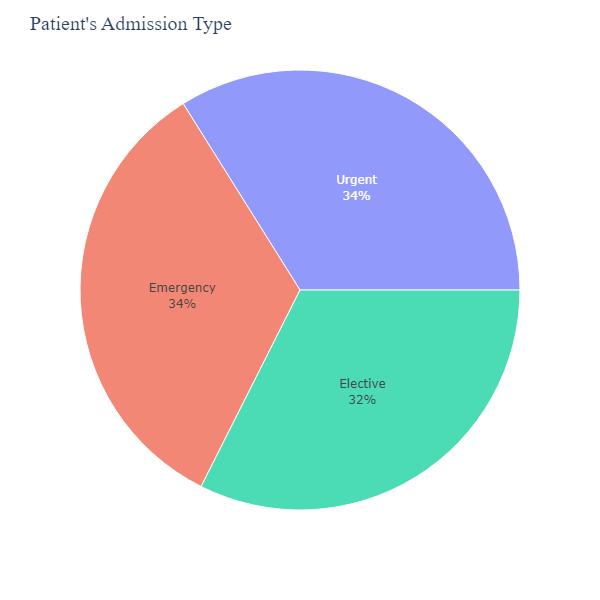 Patient's Admission Type
Urgent
34%
Emergency
34%
Elective
32%